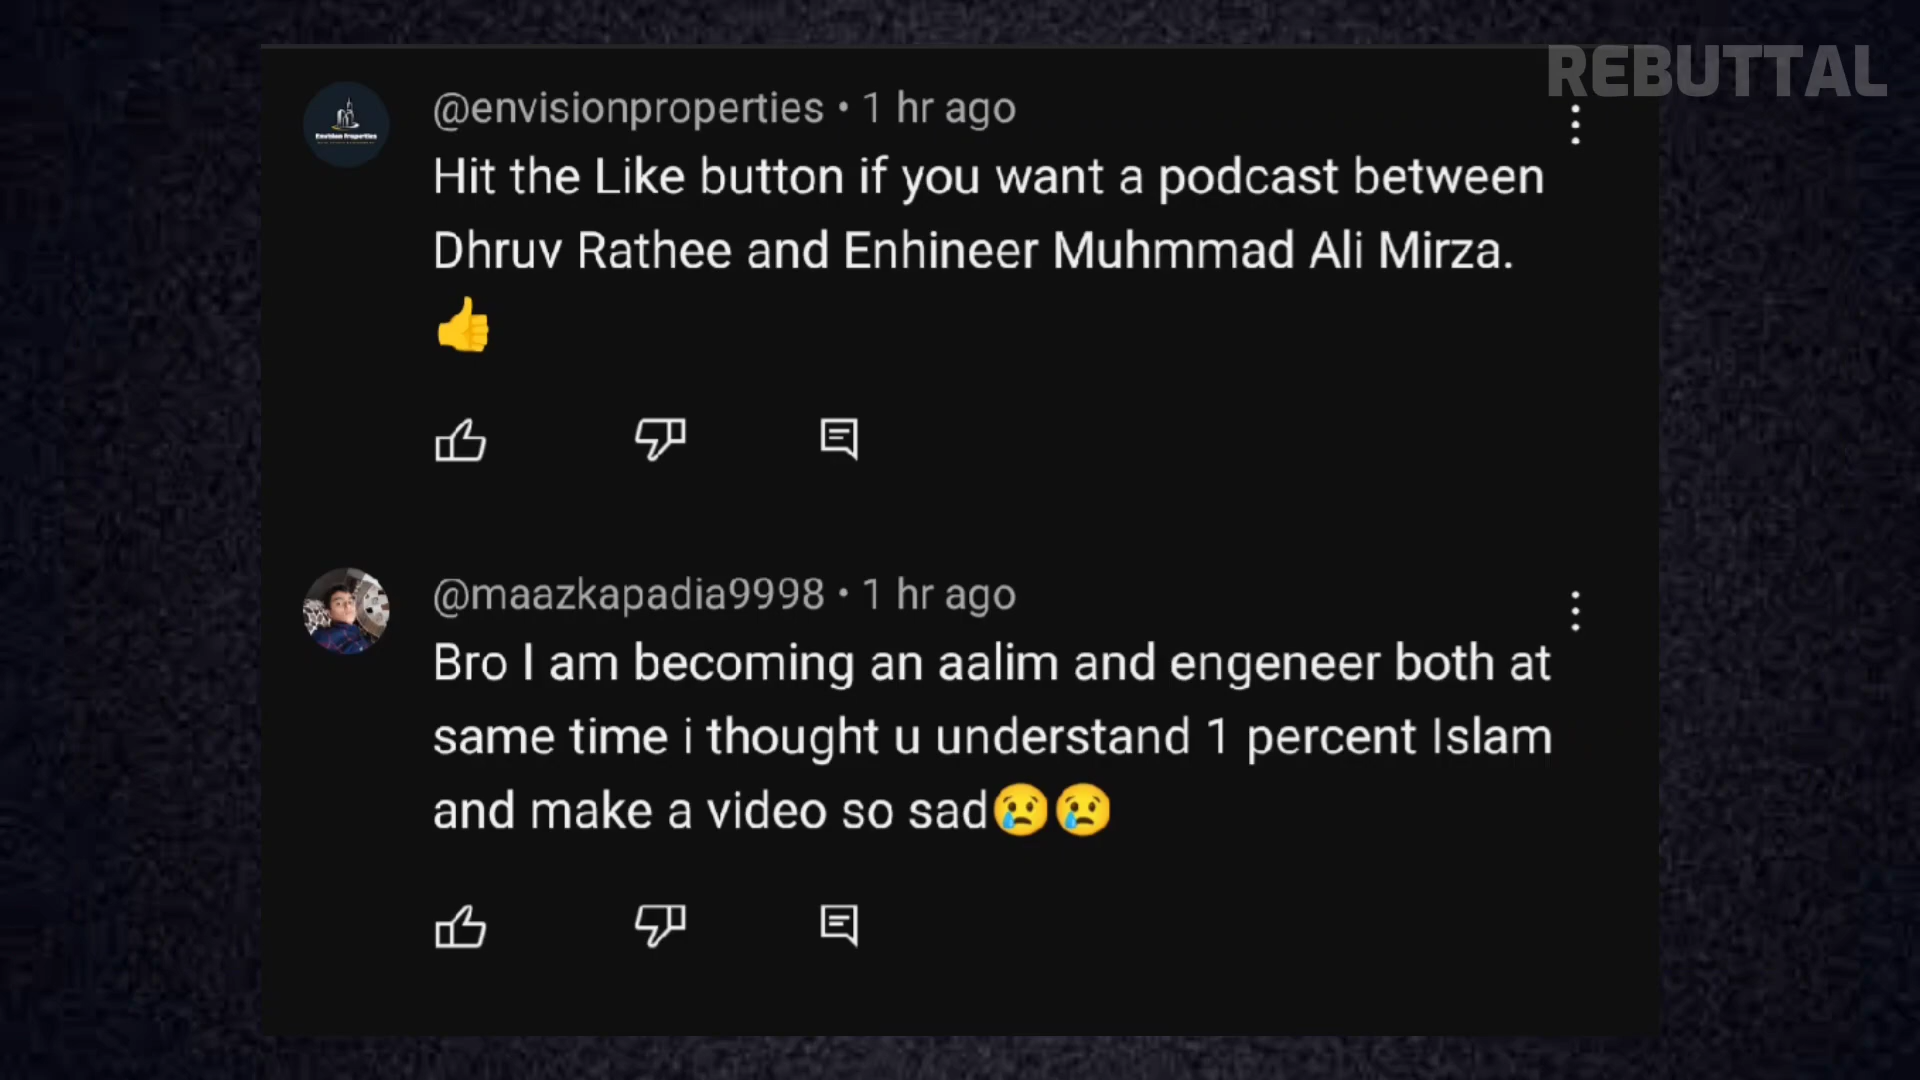 REBUTTAL
@envisionproperties • 1 hr ago
Hit the Like button if you want a podcast between
Dhruv Rathee and Enhineer Muhmmad Ali Mirza.
👍
Envision Properties
@maazkapadia9998 • 1 hr ago
Bro I am becoming an aalim and engeneer both at
same time i thought u understand 1 percent Islam
and make a video so sad😢😢